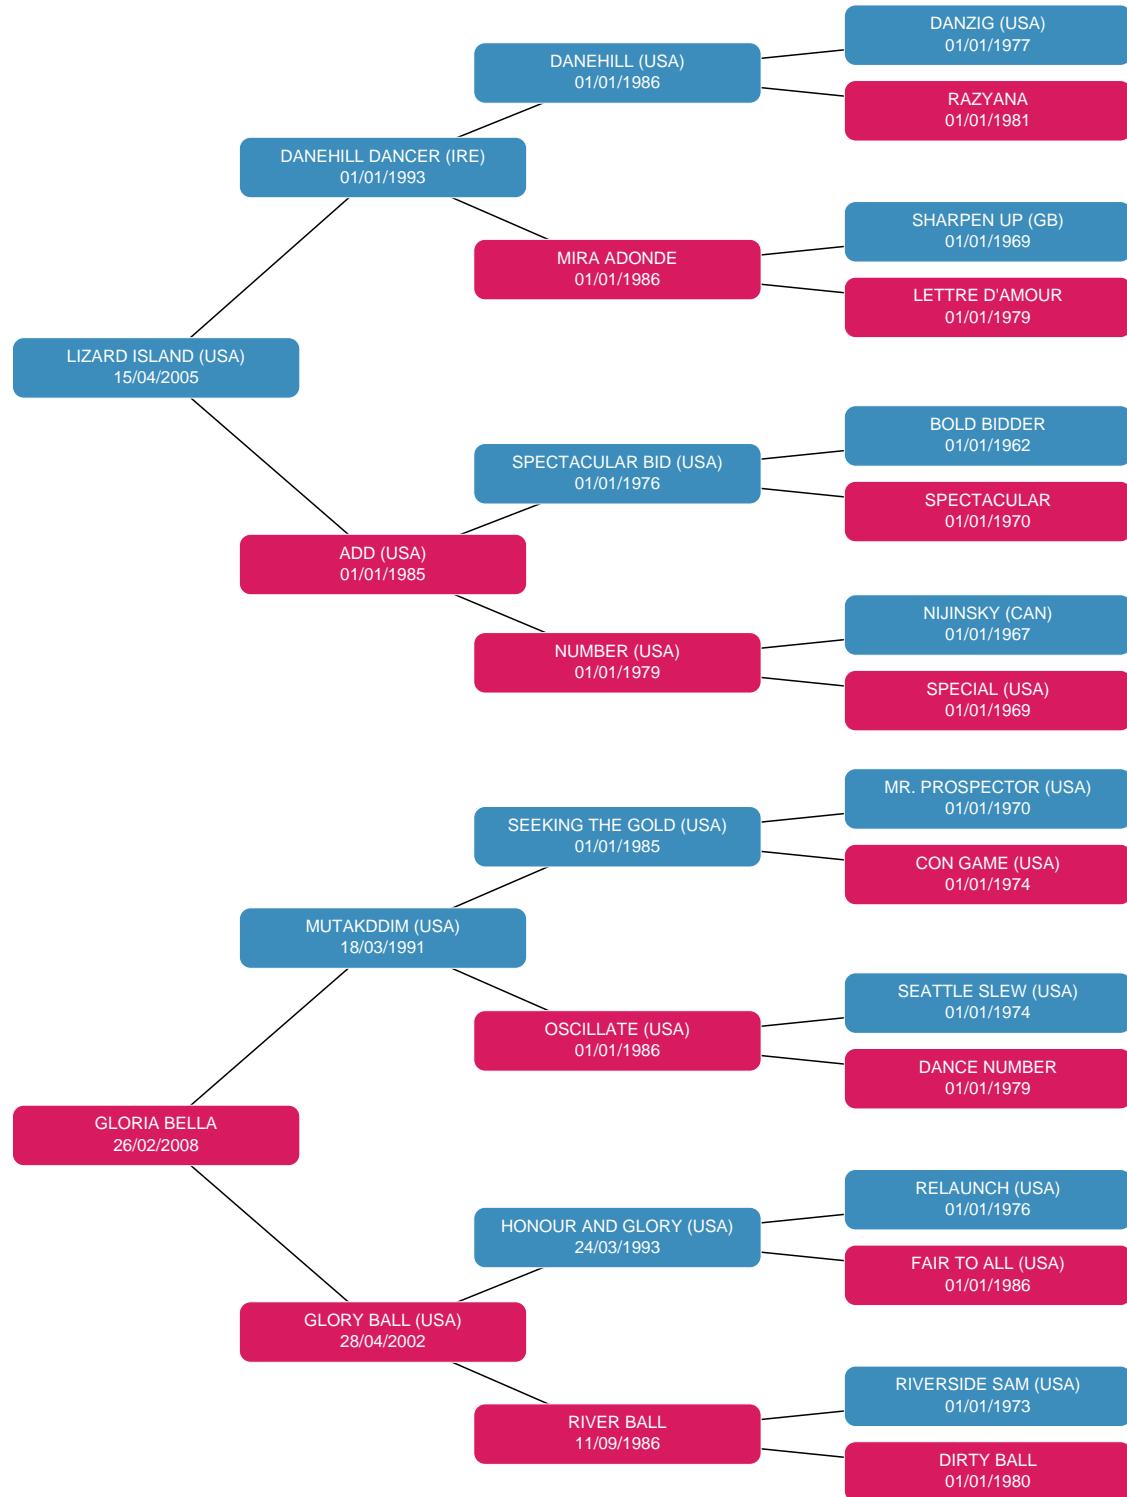 DANZIG (USA)
01/01/1977
DANEHILL (USA)
01/01/1986
RAZYANA
01/01/1981
DANEHILL DANCER (IRE)
01/01/1993
SHARPEN UP (GB)
01/01/1969
MIRA ADONDE
01/01/1986
LETTRE D'AMOUR
01/01/1979
LIZARD ISLAND (USA)
15/04/2005
BOLD BIDDER
01/01/1962
SPECTACULAR BID (USA)
01/01/1976
SPECTACULAR
01/01/1970
ADD (USA)
01/01/1985
NIJINSKY (CAN)
01/01/1967
NUMBER (USA)
01/01/1979
SPECIAL (USA)
01/01/1969
MR. PROSPECTOR (USA)
01/01/1970
SEEKING THE GOLD (USA)
01/01/1985
CON GAME (USA)
01/01/1974
MUTAKDDIM (USA)
18/03/1991
SEATTLE SLEW (USA)
01/01/1974
OSCILLATE (USA)
01/01/1986
DANCE NUMBER
01/01/1979
GLORIA BELLA
26/02/2008
RELAUNCH (USA)
01/01/1976
HONOUR AND GLORY (USA)
24/03/1993
FAIR TO ALL (USA)
01/01/1986
GLORY BALL (USA)
28/04/2002
RIVERSIDE SAM (USA)
01/01/1973
RIVER BALL
11/09/1986
DIRTY BALL
01/01/1980